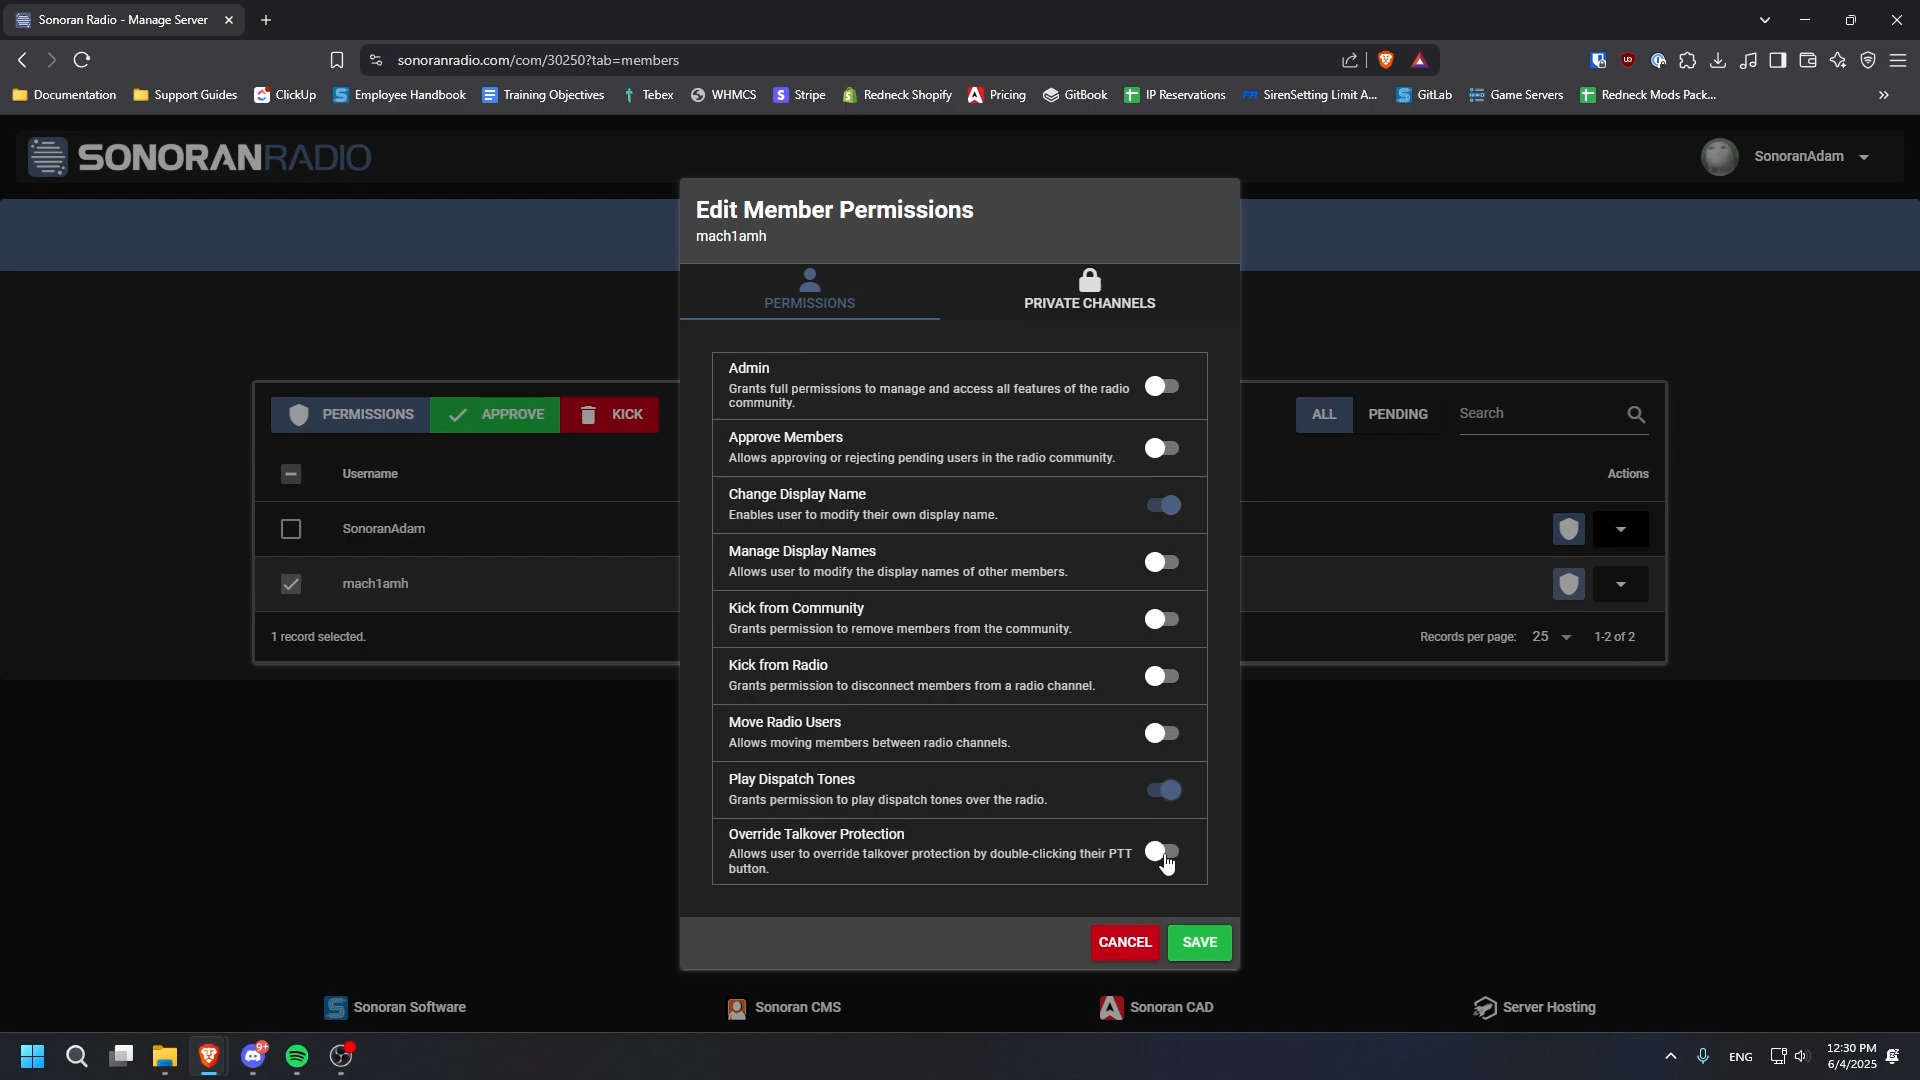 Sonoran Radio - Manage Server
sonoranradio.com/com/30250?tab=members
Documentation
Support Guides
ClickUp
Employee Handbook
Training Objectives
Tebex
WHMCS
Stripe
Redneck Shopify
Pricing
GitBook
IP Reservations
SirenSetting Limit A...
GitLab
Game Servers
Redneck Mods Pack...
SONORANRADIO
SonoranAdam
Edit Member Permissions
mach1amh
PERMISSIONS
PRIVATE CHANNELS
Admin
Grants full permissions to manage and access all features of the radio
community.
Approve Members
Allows approving or rejecting pending users in the radio community.
Change Display Name
Enables user to modify their own display name.
Manage Display Names
Allows user to modify the display names of other members.
Kick from Community
Grants permission to remove members from the community.
Kick from Radio
Grants permission to disconnect members from a radio channel.
Move Radio Users
Allows moving members between radio channels.
Play Dispatch Tones
Grants permission to play dispatch tones over the radio.
Override Talkover Protection
Allows user to override talkover protection by double-clicking their PTT
button.
CANCEL
SAVE
PERMISSIONS
APPROVE
KICK
ALL
PENDING
Search
Username
Actions
SonoranAdam
mach1amh
1 record selected.
Records per page:
25
1-2 of 2
Sonoran Software
Sonoran CMS
Sonoran CAD
Server Hosting
9+
ENG
12:30 PM
6/4/2025